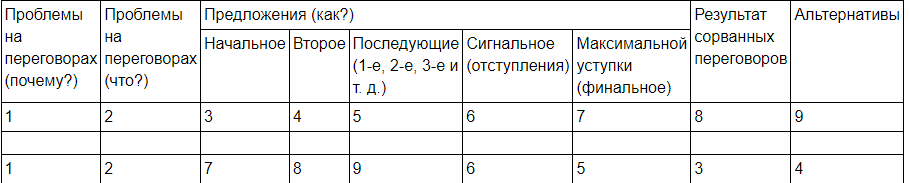 Проблемы на переговорах (почему?)
Проблемы на переговорах (что?)
Предложения (как?)
Результат сорванных переговоров
Альтернативы
Начальное
Второе
Последующие (1-е, 2-е, 3-е и т. д.)
Сигнальное (отступления)
Максимальной уступки (финальное)
1 2 3 4 5 6 7 8 9
1 2 7 8 9 6 5 3 4